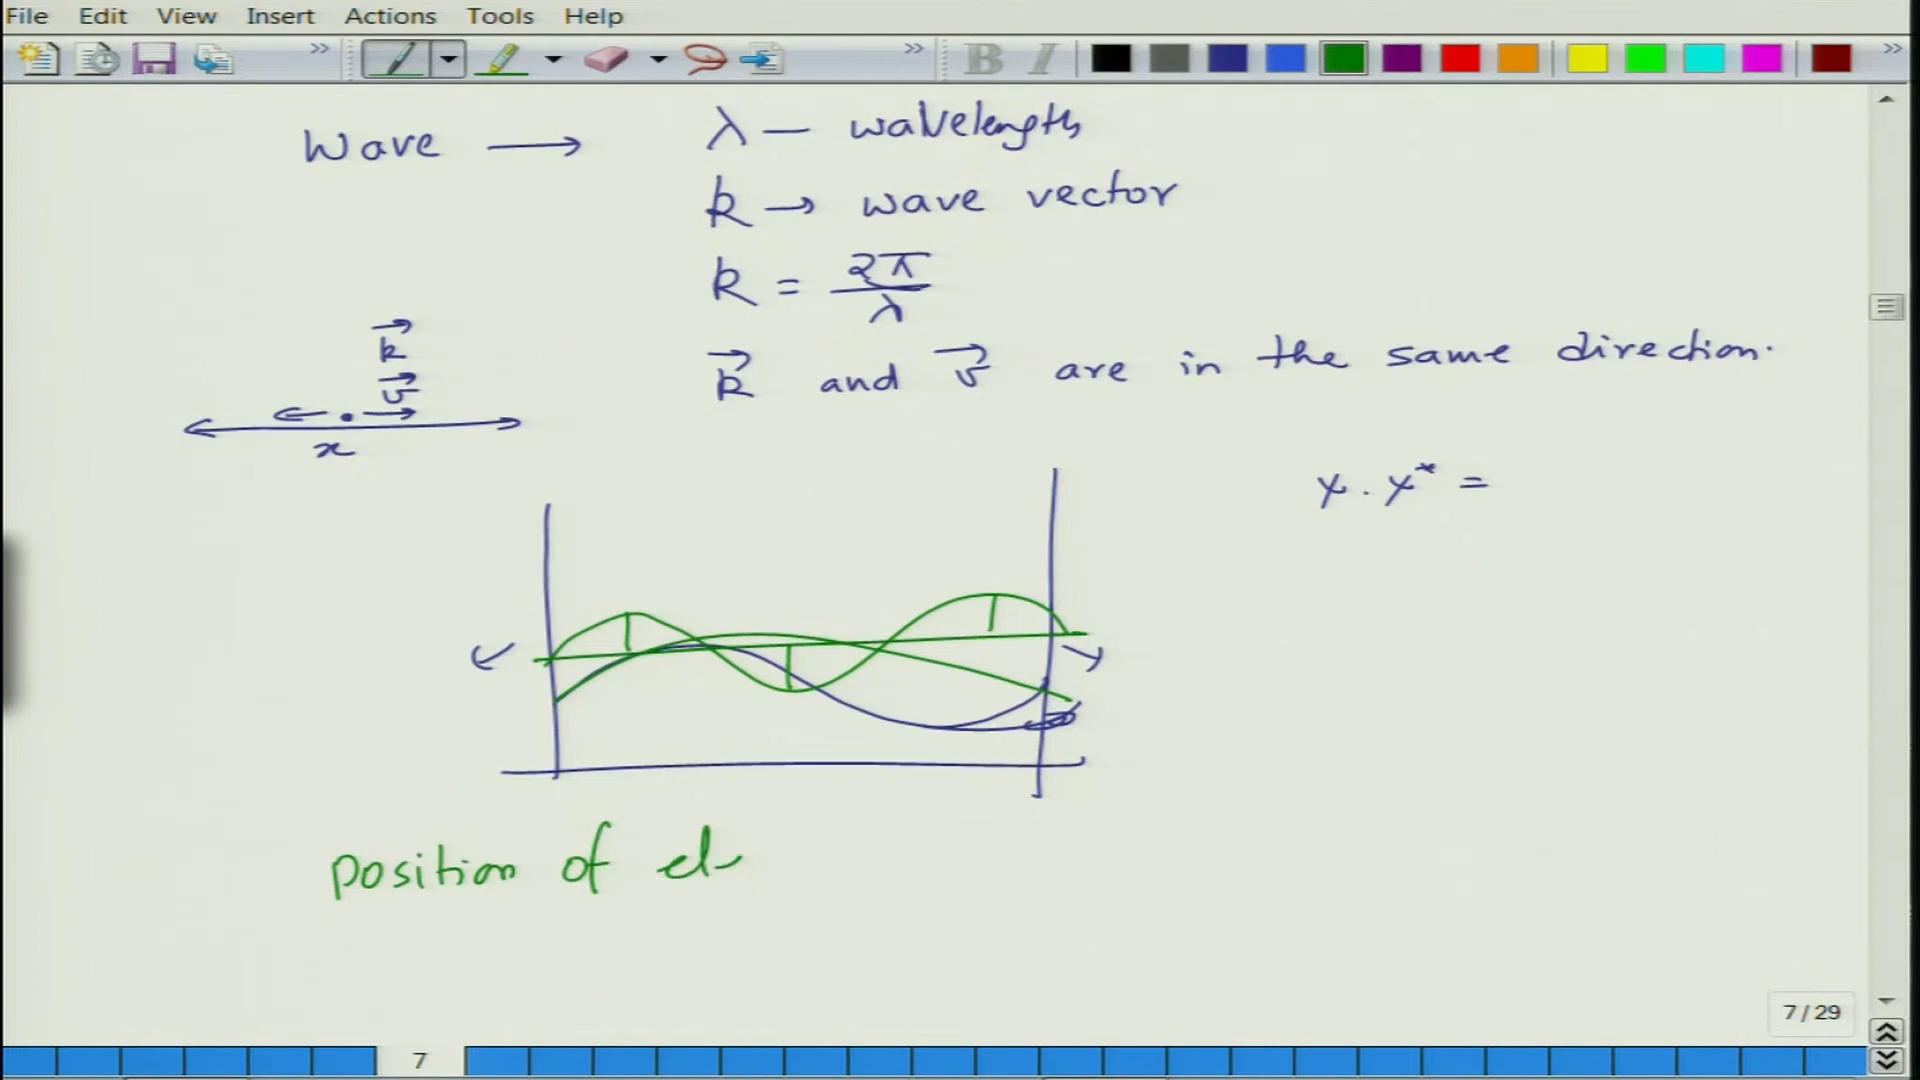 File Edit View Insert Actions Tools Help
B I
Wave → λ — wavelength
k → wave vector
k = 2π/λ
k⃗
v⃗
x
k⃗ and v⃗ are in the same direction.
position of el
7/29
7